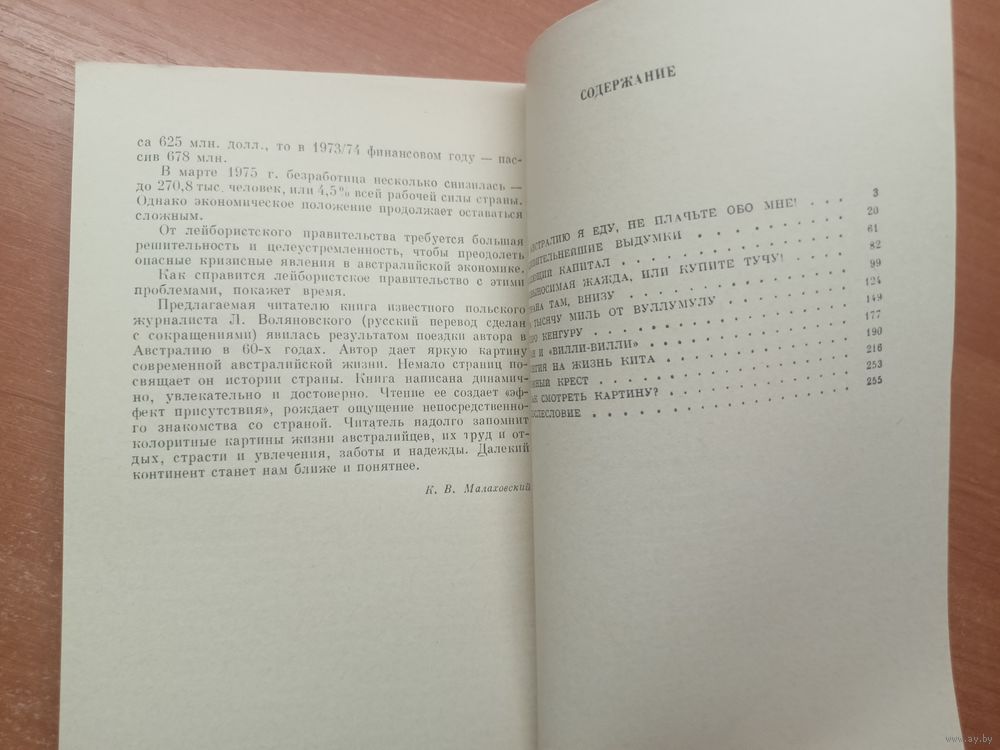 са 625 млн. долл., то в 1973/74 финансовом году — пас-
сив 678 млн.
В марте 1975 г. безработица несколько снизилась —
до 270,8 тыс. человек, или 4,5% всей рабочей силы страны.
Однако экономическое положение продолжает оставаться
сложным.
От лейбористского правительства требуется большая
решительность и целеустремленность, чтобы преодолеть
опасные кризисные явления в австралийской экономике.
Как справится лейбористское правительство с этими
проблемами, покажет время.
Предлагаемая читателю книга известного польского
журналиста Л. Воляновского (русский перевод сделан
с сокращениями) явилась результатом поездки автора в
Австралию в 60-х годах. Автор дает яркую картину
современной австралийской жизни. Немало страниц по-
свящает он истории страны. Книга написана динамич-
но, увлекательно и достоверно. Чтение ее создает «эф-
фект присутствия», рождает ощущение непосредственно-
го знакомства со страной. Читатель надолго запомнит
колоритные картины жизни австралийцев, их труд и от-
дых, страсти и увлечения, заботы и надежды. Далекий
континент станет нам ближе и понятнее.
К. В. Малаховский
СОДЕРЖАНИЕ
АВСТРАЛИЮ Я ЕДУ, НЕ ПЛАЧЬТЕ ОБО МНЕ! . . . 3
ВЫДУМКИ . . . . . . . 20
КАПИТАЛ . . . . . . . . . 61
ЖАЖДА, ИЛИ КУПИТЕ ТУЧУ! . . . 82
ТАМ, ВНИЗУ . . . . . . . . . 99
ТЫСЯЧУ МИЛЬ ОТ ВУЛЛУМУЛУ . . . . . 124
КЕНГУРУ . . . . . . . . . . 149
И «ВИЛЛИ-ВИЛЛИ» . . . . . . . . 177
НА ЖИЗНЬ КИТА . . . . . . . . 190
КРЕСТ . . . . . . . . . . 216
СМОТРЕТЬ КАРТИНУ? . . . . . . . . 253
ПОСЛЕСЛОВИЕ . . . . . . . . . . 255
www.ay.by